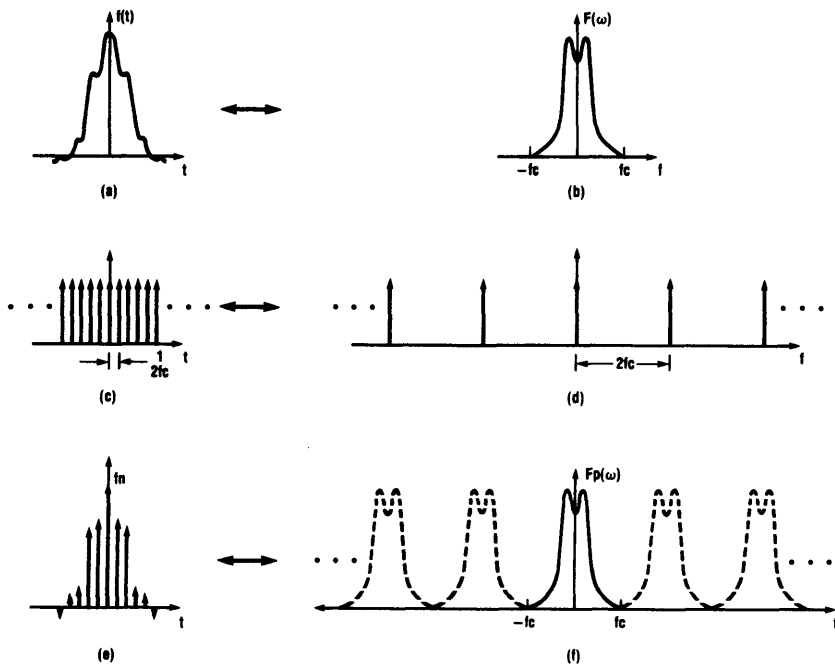 f(t)
t
(a)
F(ω)
−fc fc f
(b)
. . . . . .
t
1
2fc
(c)
. . . . . . .
2fc
f
(d)
fn
t
(e)
Fp(ω)
. . . . . . . .
−fc fc f
(f)